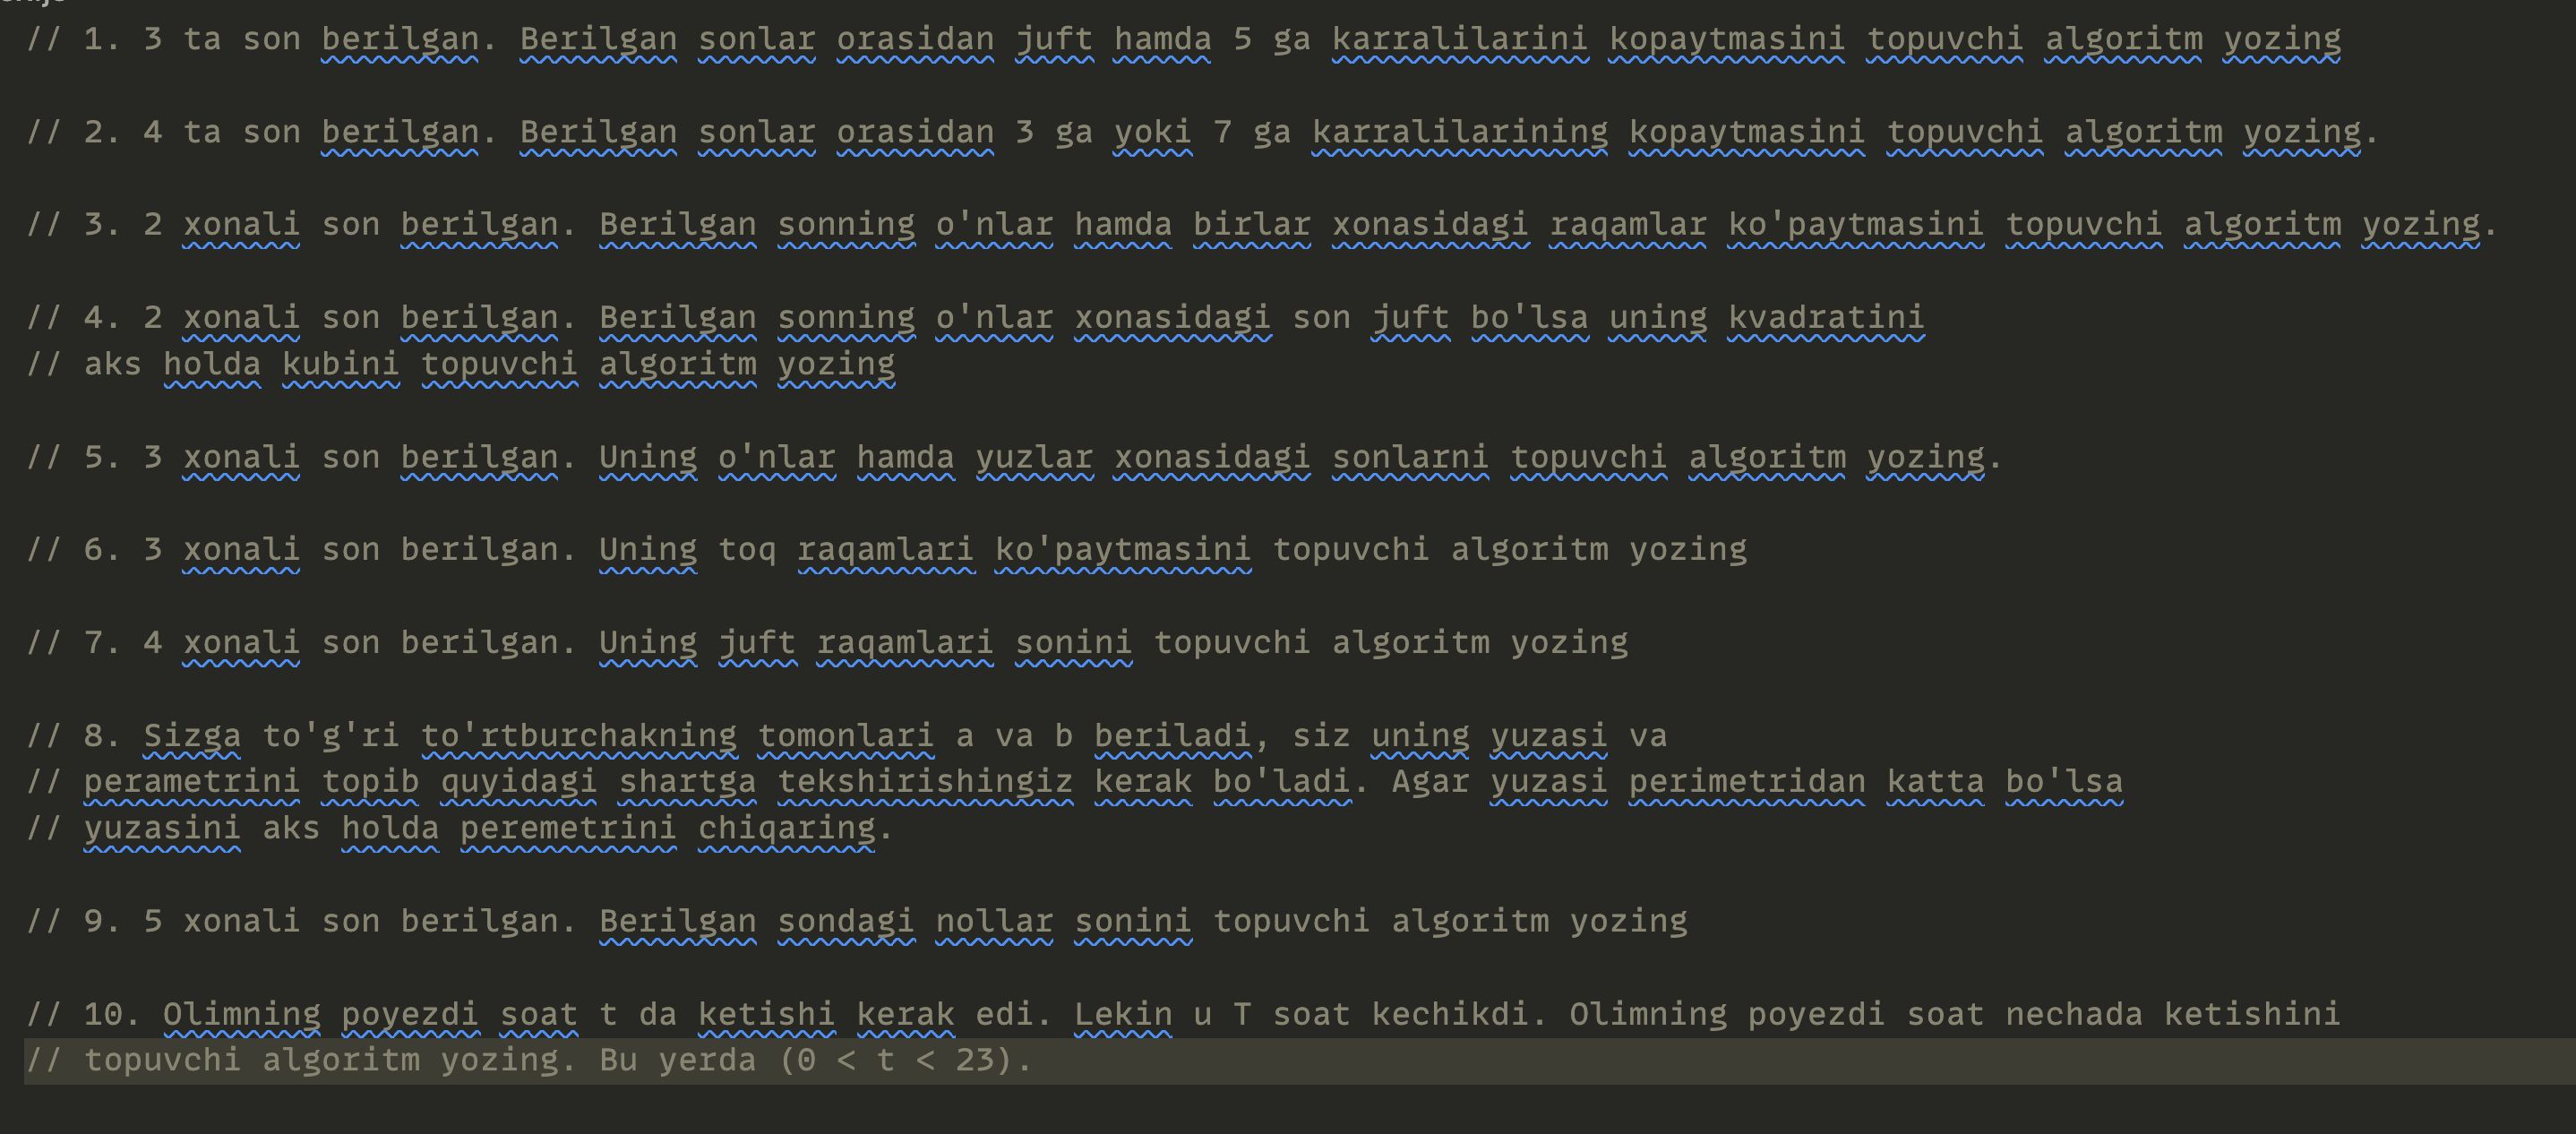 // 1. 3 ta son berilgan. Berilgan sonlar orasidan juft hamda 5 ga karralilarini kopaytmasini topuvchi algoritm yozing
// 2. 4 ta son berilgan. Berilgan sonlar orasidan 3 ga yoki 7 ga karralilarining kopaytmasini topuvchi algoritm yozing.
// 3. 2 xonali son berilgan. Berilgan sonning o'nlar hamda birlar xonasidagi raqamlar ko'paytmasini topuvchi algoritm yozing.
// 4. 2 xonali son berilgan. Berilgan sonning o'nlar xonasidagi son juft bo'lsa uning kvadratini
// aks holda kubini topuvchi algoritm yozing
// 5. 3 xonali son berilgan. Uning o'nlar hamda yuzlar xonasidagi sonlarni topuvchi algoritm yozing.
// 6. 3 xonali son berilgan. Uning toq raqamlari ko'paytmasini topuvchi algoritm yozing
// 7. 4 xonali son berilgan. Uning juft raqamlari sonini topuvchi algoritm yozing
// 8. Sizga to'g'ri to'rtburchakning tomonlari a va b beriladi, siz uning yuzasi va
// perametrini topib quyidagi shartga tekshirishingiz kerak bo'ladi. Agar yuzasi perimetridan katta bo'lsa
// yuzasini aks holda peremetrini chiqaring.
// 9. 5 xonali son berilgan. Berilgan sondagi nollar sonini topuvchi algoritm yozing
// 10. Olimning poyezdi soat t da ketishi kerak edi. Lekin u T soat kechikdi. Olimning poyezdi soat nechada ketishini
// topuvchi algoritm yozing. Bu yerda (0 < t < 23).